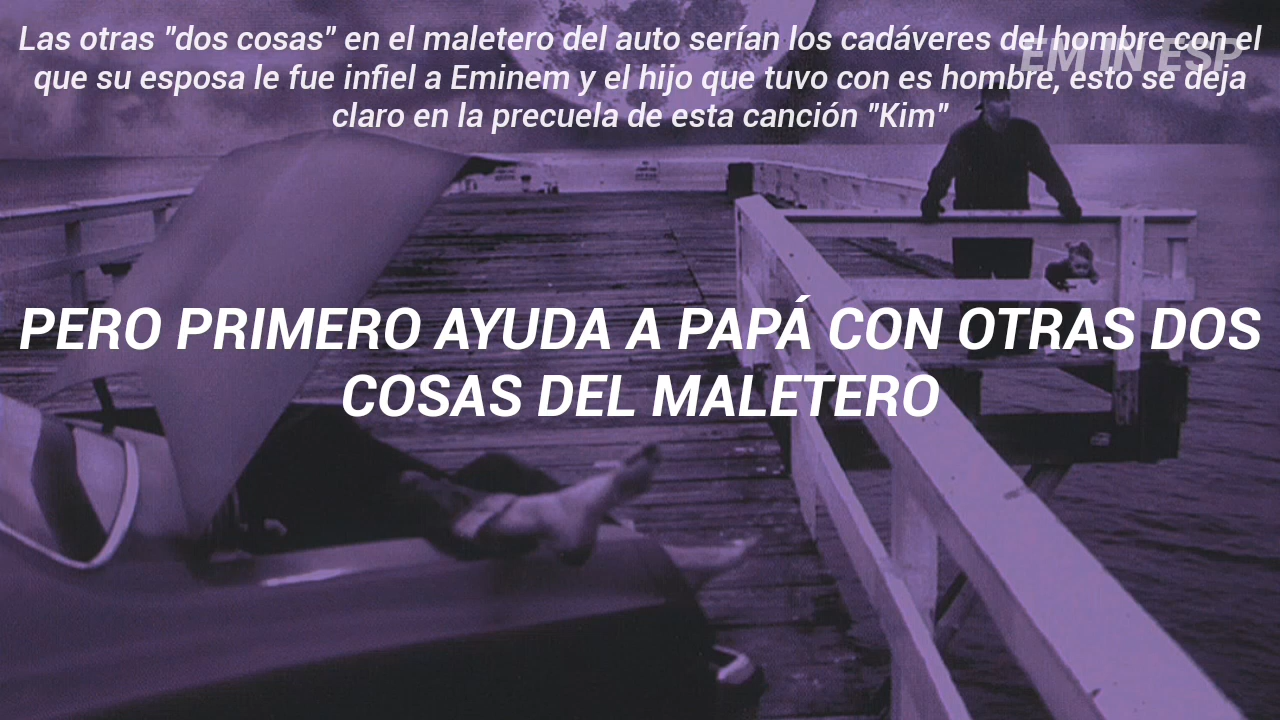 Las otras "dos cosas" en el maletero del auto serían los cadáveres del hombre con el
que su esposa le fue infiel a Eminem y el hijo que tuvo con es hombre, esto se deja
claro en la precuela de esta canción "Kim"
EM IN ESP
PERO PRIMERO AYUDA A PAPÁ CON OTRAS DOS
COSAS DEL MALETERO